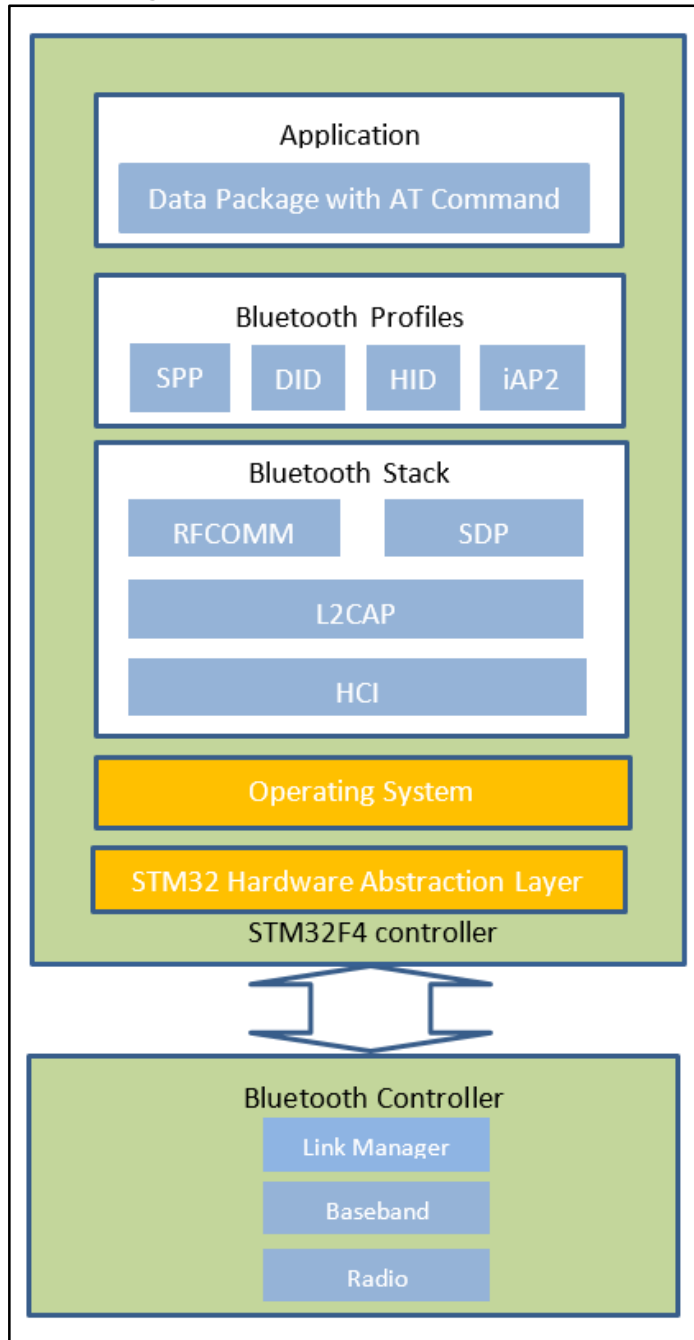 Application
Data Package with AT Command
Bluetooth Profiles
SPP DID HID iAP2
Bluetooth Stack
RFCOMM SDP
L2CAP
HCI
Operating System
STM32 Hardware Abstraction Layer
STM32F4 controller
Bluetooth Controller
Link Manager
Baseband
Radio